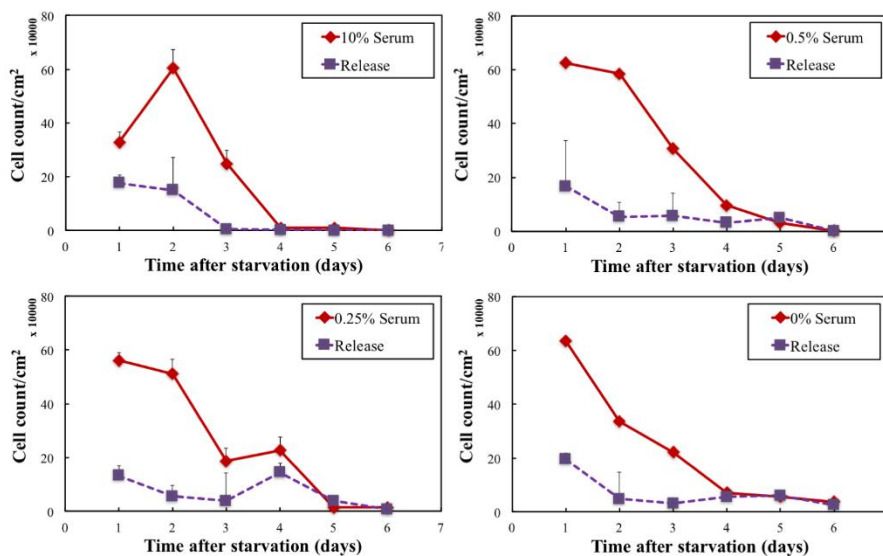 x 10000
80
60
40
20
0
Cell count/cm²
10% Serum
Release
0 1 2 3 4 5 6 7
Time after starvation (days)
x 10000
80
60
40
20
0
Cell count/cm²
0.5% Serum
Release
0 1 2 3 4 5 6 7
Time after starvation (days)
x 10000
80
60
40
20
0
Cell count/cm²
0.25% Serum
Release
0 1 2 3 4 5 6 7
Time after starvation (days)
x 10000
80
60
40
20
0
Cell count/cm²
0% Serum
Release
0 1 2 3 4 5 6 7
Time after starvation (days)